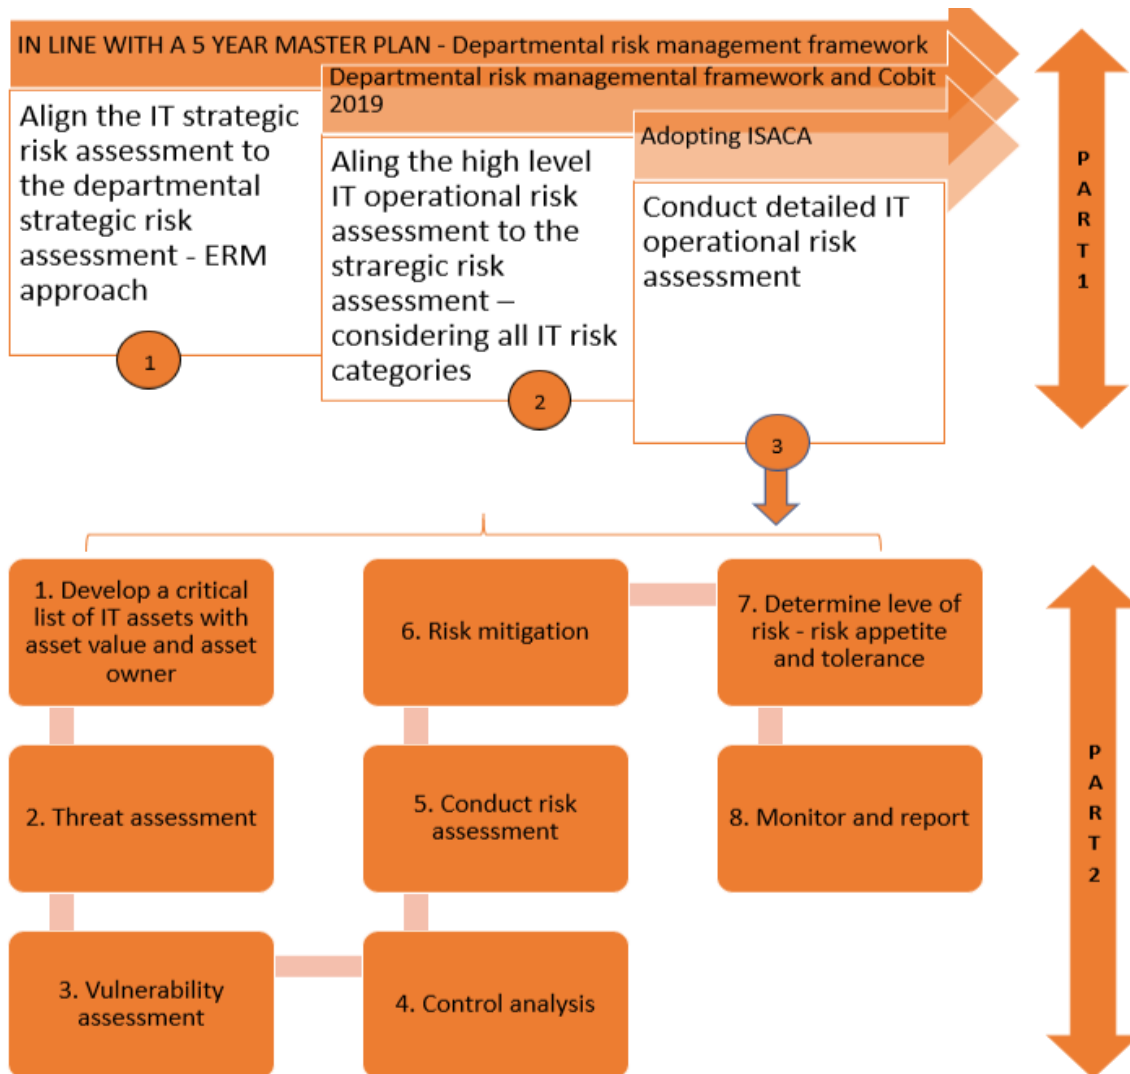 IN LINE WITH A 5 YEAR MASTER PLAN - Departmental risk management framework
Departmental risk managemental framework and Cobit
2019
Adopting ISACA
Align the IT strategic
risk assessment to
the departmental
strategic risk
assessment - ERM
approach
1
Aling the high level
IT operational risk
assessment to the
straregic risk
assessment –
considering all IT risk
categories
2
Conduct detailed IT
operational risk
assessment
3
P
A
R
T
1
1. Develop a critical
list of IT assets with
asset value and asset
owner
2. Threat assessment
3. Vulnerability
assessment
4. Control analysis
5. Conduct risk
assessment
6. Risk mitigation
7. Determine leve of
risk - risk appetite
and tolerance
8. Monitor and report
P
A
R
T
2